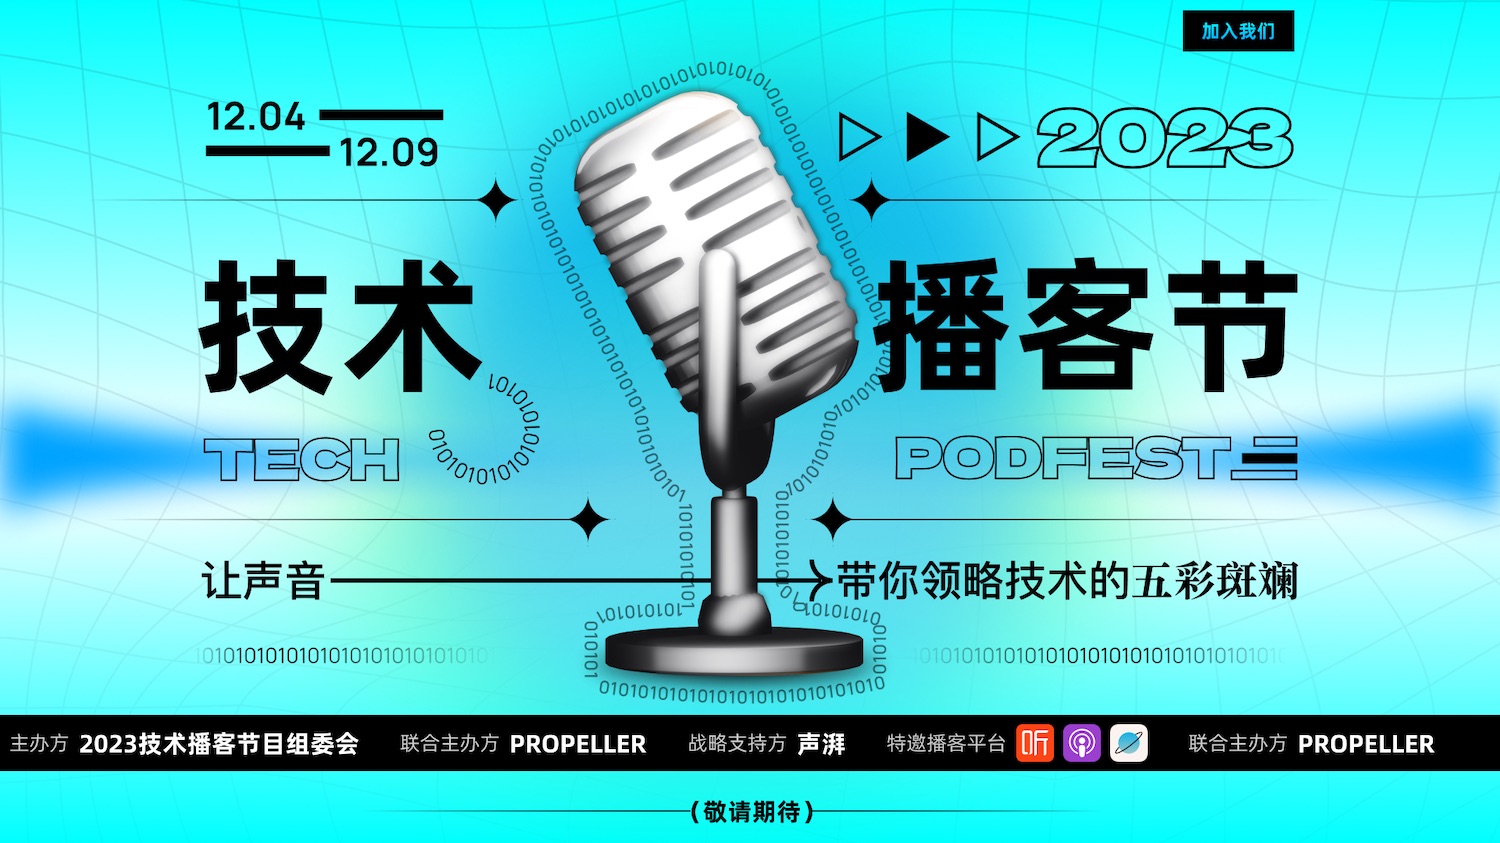 加入我们
12.04
12.09
2023
技术 播客节
TECH PODFEST
让声音 带你领略技术的五彩斑斓
主办方 2023技术播客节目组委会 联合主办方 PROPELLER 战略支持方 声湃 特邀播客平台 听 联合主办方 PROPELLER
(敬请期待)